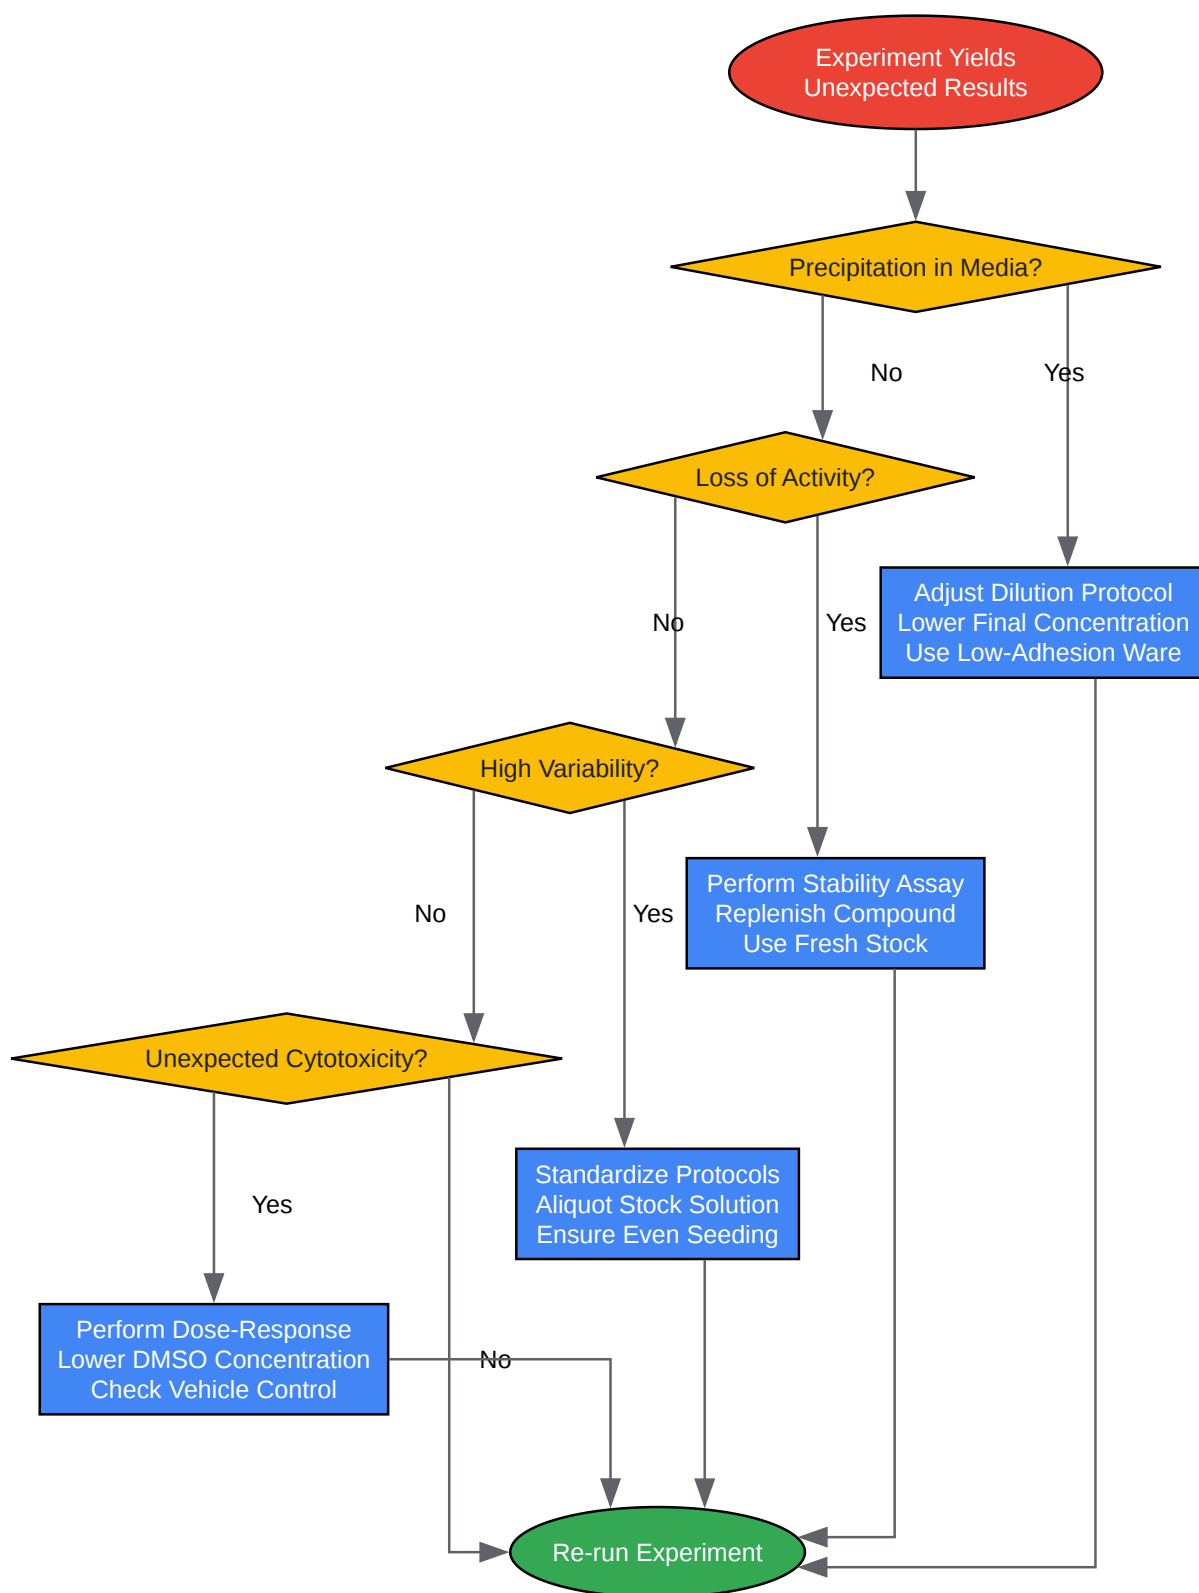 Experiment Yields
Unexpected Results
Precipitation in Media?
No
Yes
Loss of Activity?
Adjust Dilution Protocol
Lower Final Concentration
Use Low-Adhesion Ware
No
Yes
High Variability?
Perform Stability Assay
Replenish Compound
Use Fresh Stock
No
Yes
Unexpected Cytotoxicity?
Standardize Protocols
Aliquot Stock Solution
Ensure Even Seeding
Yes
Perform Dose-Response
Lower DMSO Concentration
Check Vehicle Control
No
Re-run Experiment